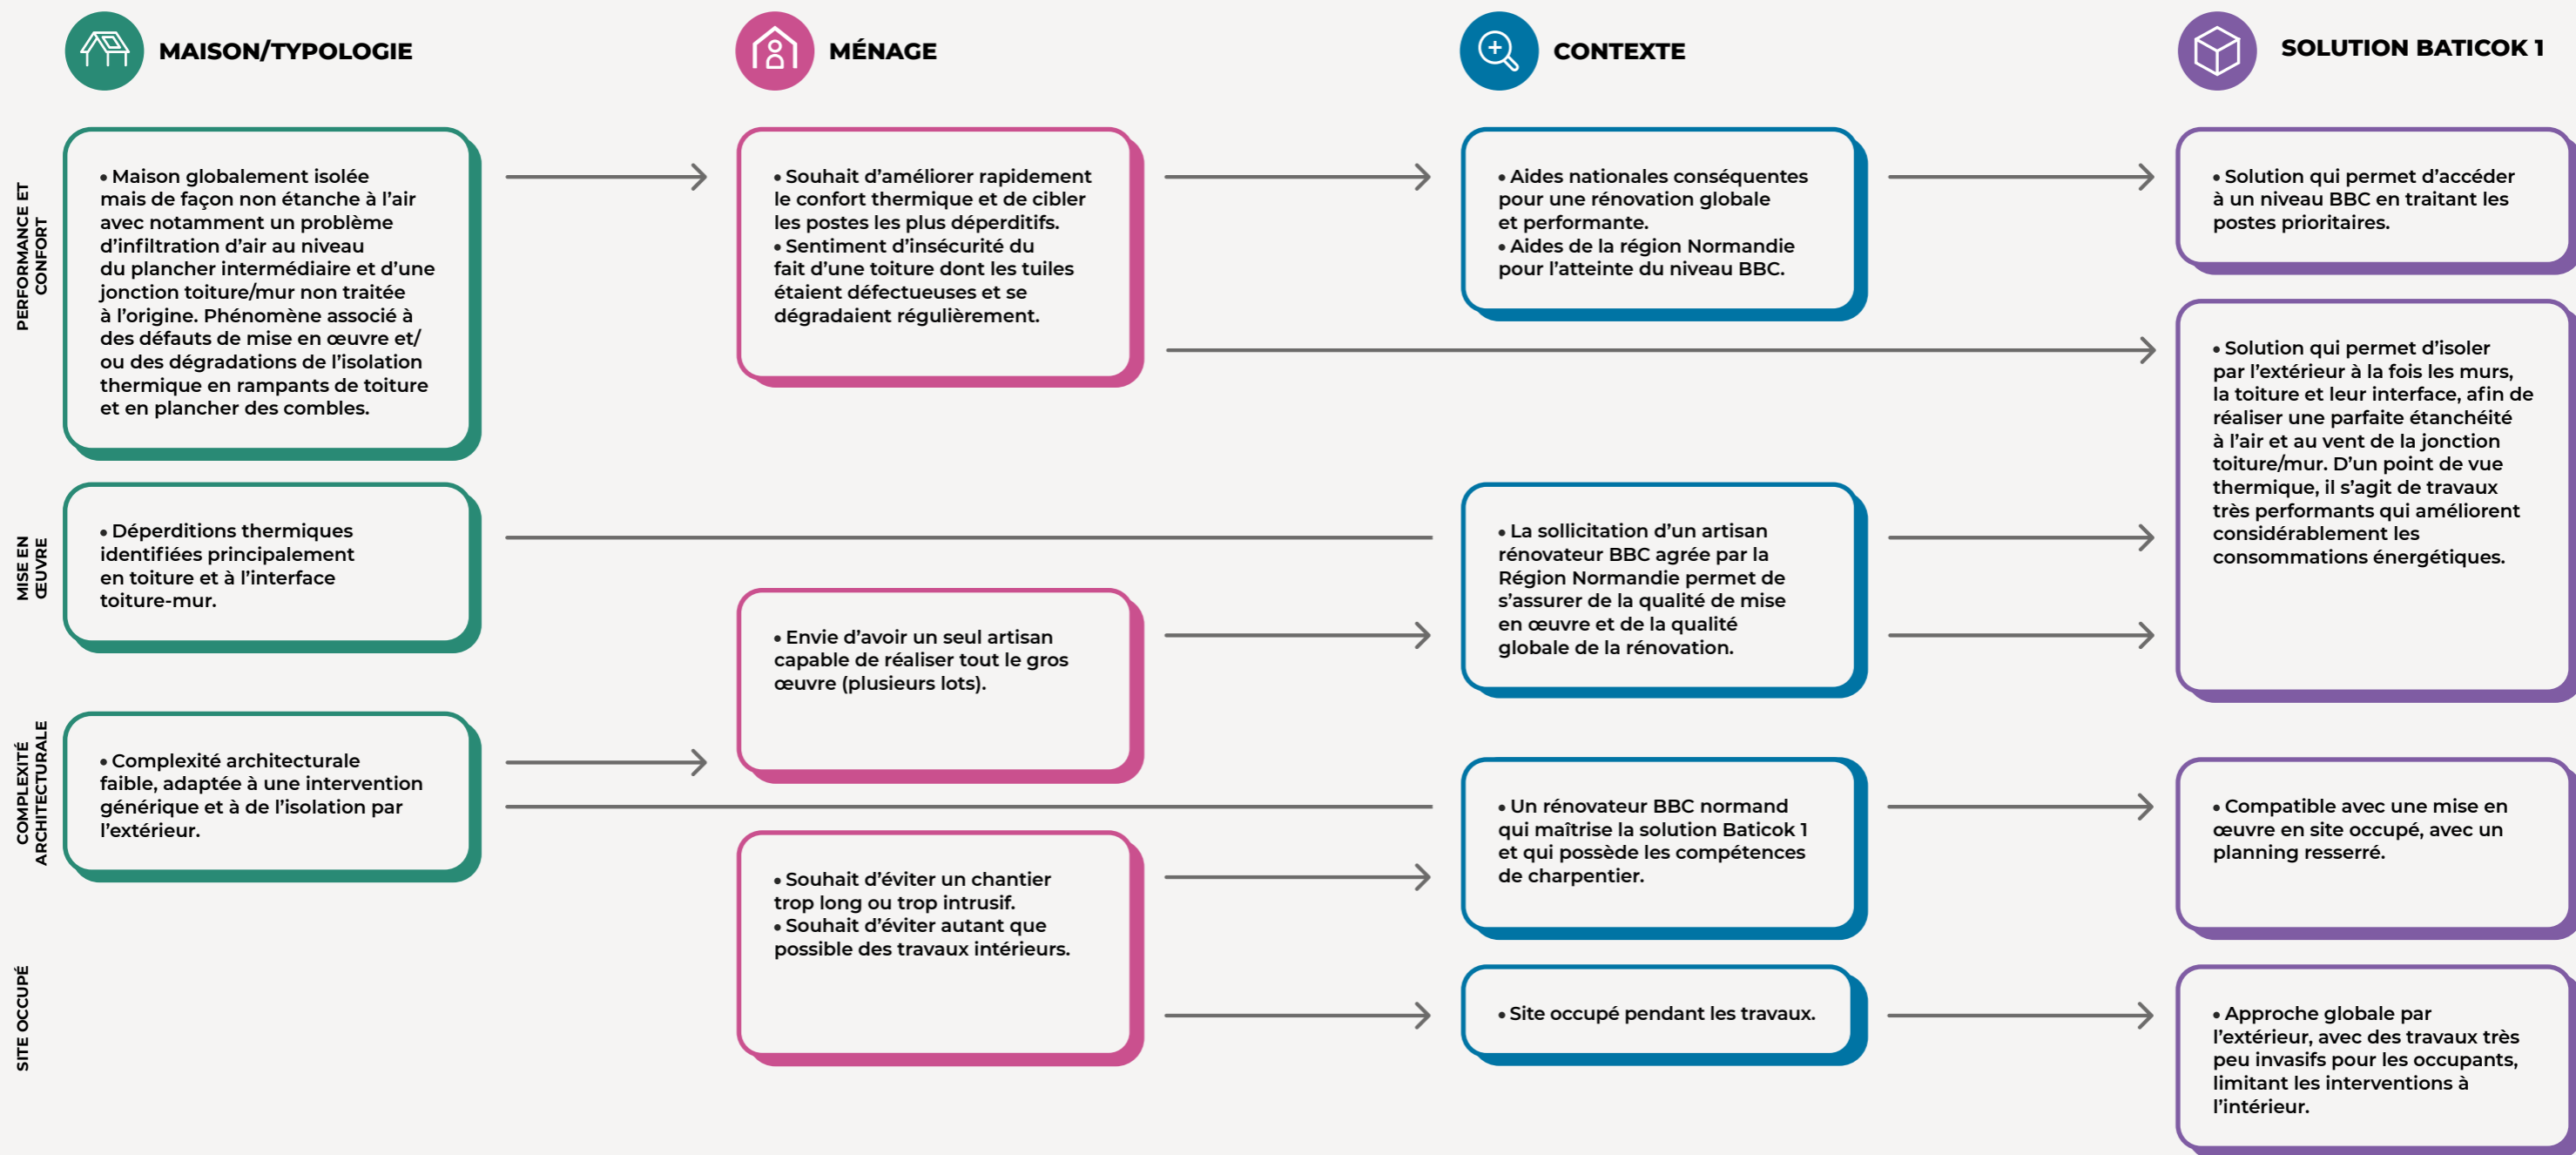 MAISON/TYPOLOGIE
MÉNAGE
CONTEXTE
SOLUTION BATICOK 1
PERFORMANCE ET
CONFORT
• Maison globalement isolée
mais de façon non étanche à l’air
avec notamment un problème
d’infiltration d’air au niveau
du plancher intermédiaire et d’une
jonction toiture/mur non traitée
à l’origine. Phénomène associé à
des défauts de mise en œuvre et/
ou des dégradations de l’isolation
thermique en rampants de toiture
et en plancher des combles.
• Souhait d’améliorer rapidement
le confort thermique et de cibler
les postes les plus déperditifs.
• Sentiment d’insécurité du
fait d’une toiture dont les tuiles
étaient défectueuses et se
dégradaient régulièrement.
• Aides nationales conséquentes
pour une rénovation globale
et performante.
• Aides de la région Normandie
pour l’atteinte du niveau BBC.
• Solution qui permet d’accéder
à un niveau BBC en traitant les
postes prioritaires.
• Solution qui permet d’isoler
par l’extérieur à la fois les murs,
la toiture et leur interface, afin de
réaliser une parfaite étanchéité
à l’air et au vent de la jonction
toiture/mur. D’un point de vue
thermique, il s’agit de travaux
très performants qui améliorent
considérablement les
consommations énergétiques.
MISE EN
ŒUVRE
• Déperditions thermiques
identifiées principalement
en toiture et à l’interface
toiture-mur.
• Envie d’avoir un seul artisan
capable de réaliser tout le gros
œuvre (plusieurs lots).
• La sollicitation d’un artisan
rénovateur BBC agrée par la
Région Normandie permet de
s’assurer de la qualité de mise
en œuvre et de la qualité
globale de la rénovation.
COMPLEXITÉ
ARCHITECTURALE
• Complexité architecturale
faible, adaptée à une intervention
générique et à de l’isolation par
l’extérieur.
• Souhait d’éviter un chantier
trop long ou trop intrusif.
• Souhait d’éviter autant que
possible des travaux intérieurs.
• Un rénovateur BBC normand
qui maîtrise la solution Baticok 1
et qui possède les compétences
de charpentier.
• Compatible avec une mise en
œuvre en site occupé, avec un
planning resserré.
SITE OCCUPÉ
• Site occupé pendant les travaux.
• Approche globale par
l’extérieur, avec des travaux très
peu invasifs pour les occupants,
limitant les interventions à
l’intérieur.